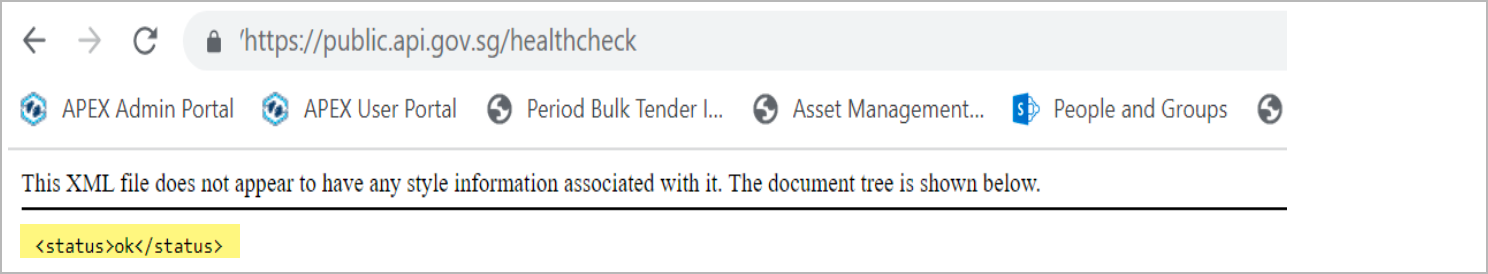 'https://public.api.gov.sg/healthcheck
APEX Admin Portal APEX User Portal Period Bulk Tender I... Asset Management... People and Groups
This XML file does not appear to have any style information associated with it. The document tree is shown below.
<status>ok</status>